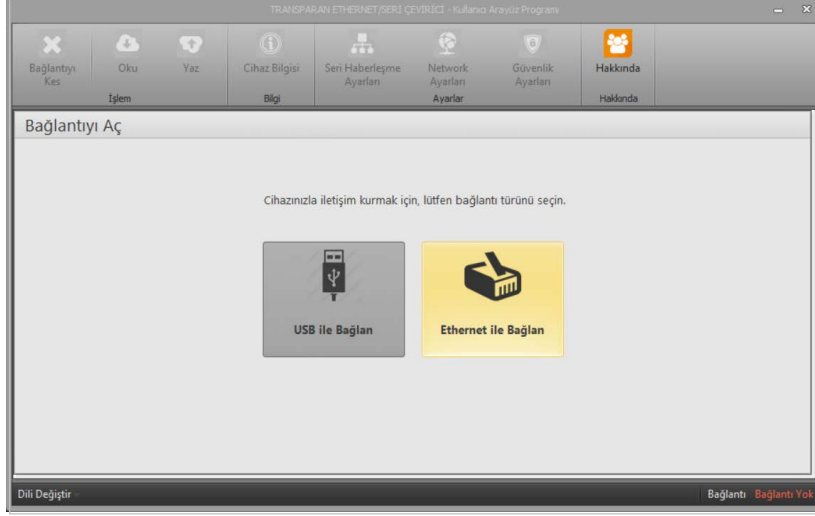 TRANSPARAN ETHERNET/SERİ ÇEVİRİCİ - Kullanıcı Arayüz Programı
Bağlantıyı Kes
Oku
Yaz
İşlem
Cihaz Bilgisi
Bilgi
Seri Haberleşme Ayarları
Network Ayarları
Güvenlik Ayarları
Ayarlar
Hakkında
Hakkında
Bağlantıyı Aç
Cihazınızla iletişim kurmak için, lütfen bağlantı türünü seçin.
USB ile Bağlan
Ethernet ile Bağlan
Dili Değiştir
Bağlantı Bağlantı Yok